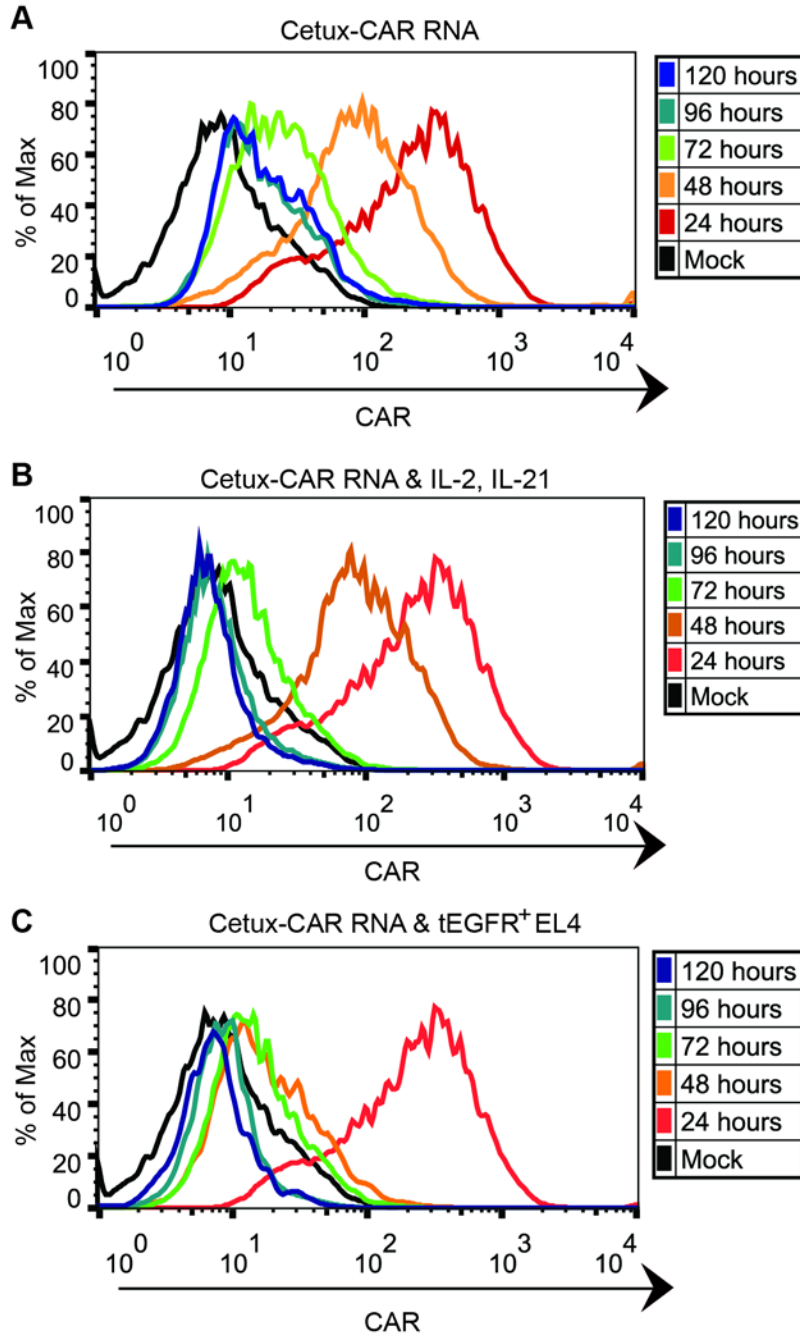 A
Cetux-CAR RNA
% of Max
100
80
60
40
20
0
10^0 10^1 10^2 10^3 10^4
CAR
120 hours
96 hours
72 hours
48 hours
24 hours
Mock
B
Cetux-CAR RNA & IL-2, IL-21
% of Max
100
80
60
40
20
0
10^0 10^1 10^2 10^3 10^4
CAR
120 hours
96 hours
72 hours
48 hours
24 hours
Mock
C
Cetux-CAR RNA & tEGFR⁺ EL4
% of Max
100
80
60
40
20
0
10^0 10^1 10^2 10^3 10^4
CAR
120 hours
96 hours
72 hours
48 hours
24 hours
Mock